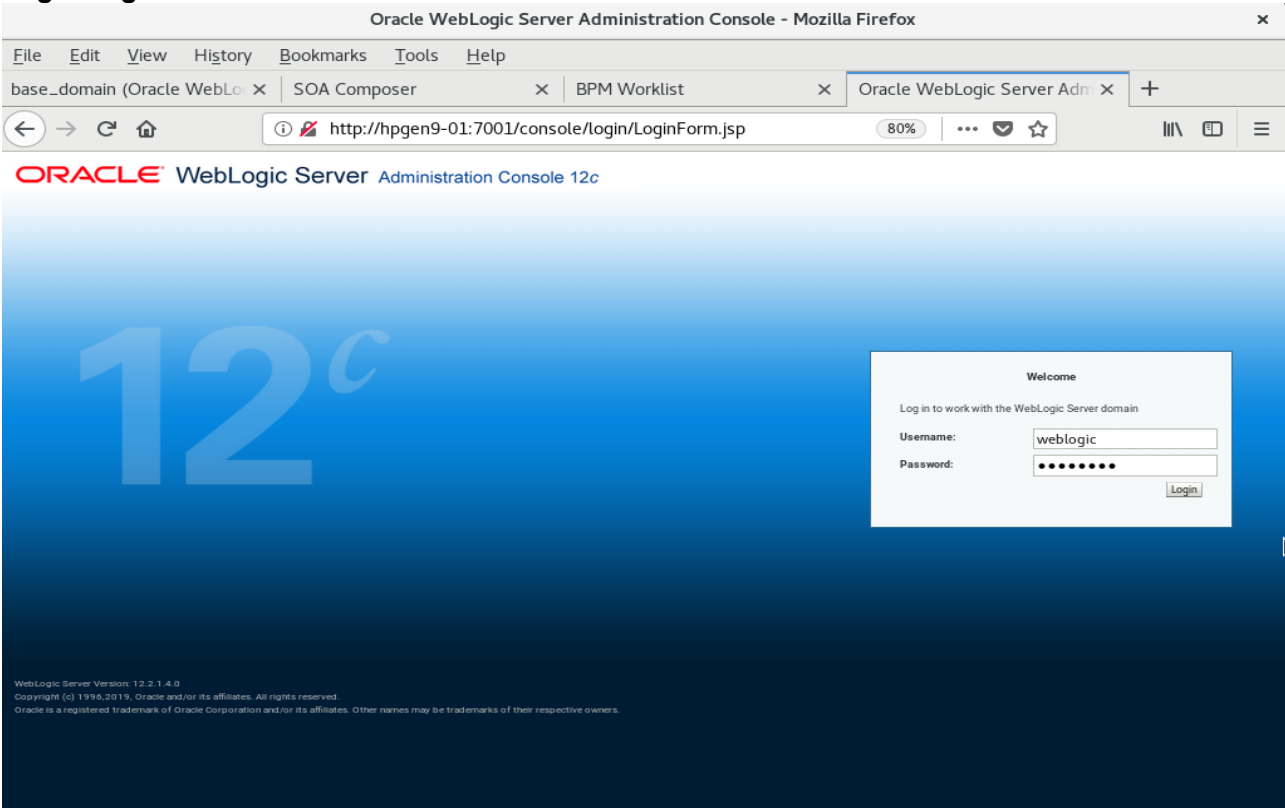 Oracle WebLogic Server Administration Console - Mozilla Firefox ×
File Edit View History Bookmarks Tools Help
base_domain (Oracle WebLo × SOA Composer × BPM Worklist × Oracle WebLogic Server Adm × +
http://hpgen9-01:7001/console/login/LoginForm.jsp 80%
ORACLE WebLogic Server Administration Console 12c
12c
Welcome
Log in to work with the WebLogic Server domain
Username: weblogic
Password: ●●●●●●●●
Login
WebLogic Server Version: 12.2.1.4.0
Copyright (c) 1996,2019, Oracle and/or its affiliates. All rights reserved.
Oracle is a registered trademark of Oracle Corporation and/or its affiliates. Other names may be trademarks of their respective owners.